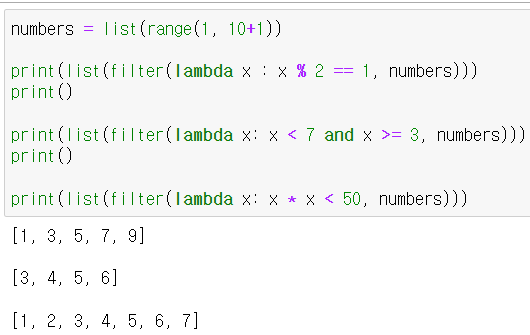 numbers = list(range(1, 10+1))
print(list(filter(lambda x : x % 2 == 1, numbers)))
print()
print(list(filter(lambda x: x < 7 and x >= 3, numbers)))
print()
print(list(filter(lambda x: x * x < 50, numbers)))
[1, 3, 5, 7, 9]
[3, 4, 5, 6]
[1, 2, 3, 4, 5, 6, 7]